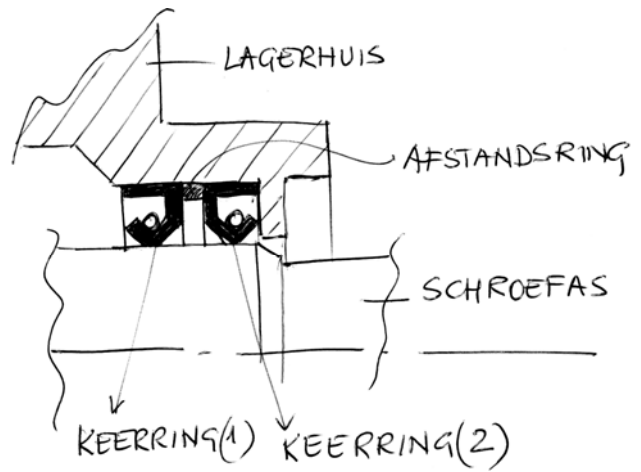 LAGERHUIS
AFSTANDSRING
SCHROEFAS
KEERRING(1) KEERRING(2)